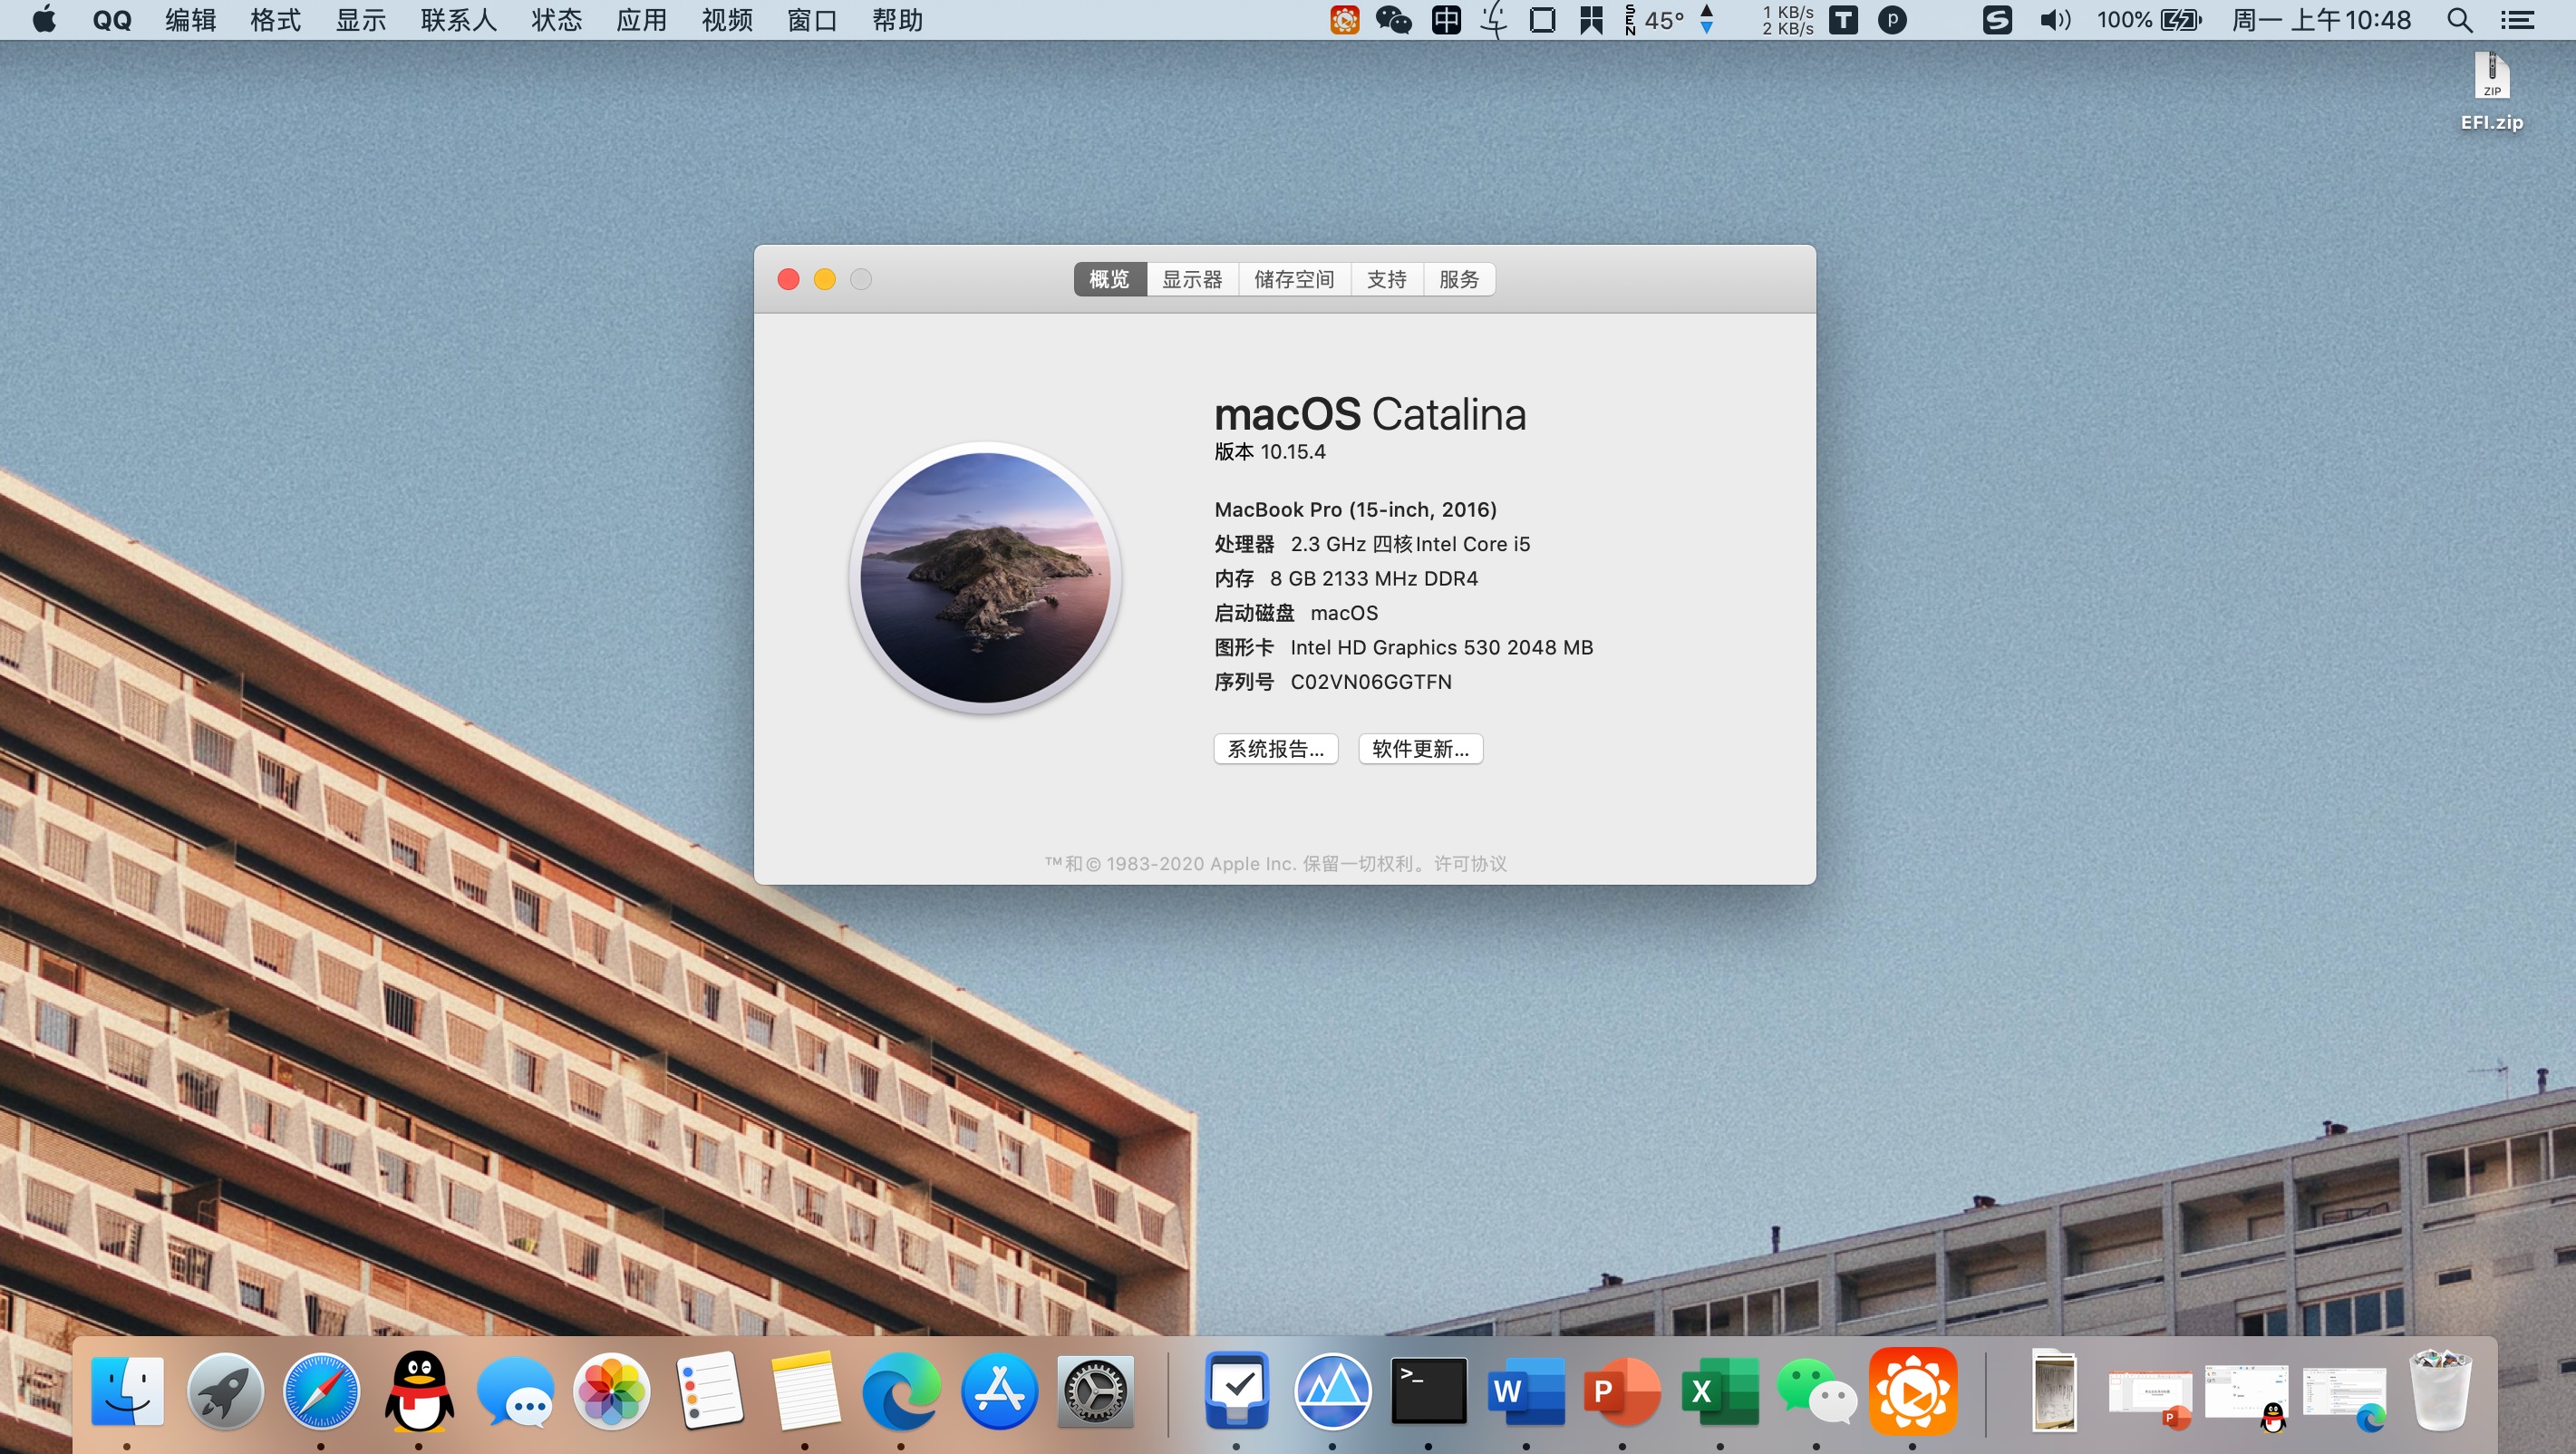 QQ 编辑 格式 显示 联系人 状态 应用 视频 窗口 帮助 中 SEN 45° 1 KB/s 2 KB/s T p S 100% 周一 上午10:48
ZIP
EFI.zip
概览 显示器 储存空间 支持 服务
macOS Catalina
版本 10.15.4
MacBook Pro (15-inch, 2016)
处理器 2.3 GHz 四核Intel Core i5
内存 8 GB 2133 MHz DDR4
启动磁盘 macOS
图形卡 Intel HD Graphics 530 2048 MB
序列号 C02VN06GGTFN
系统报告... 软件更新...
™和© 1983-2020 Apple Inc. 保留一切权利。许可协议
>_ W P X P